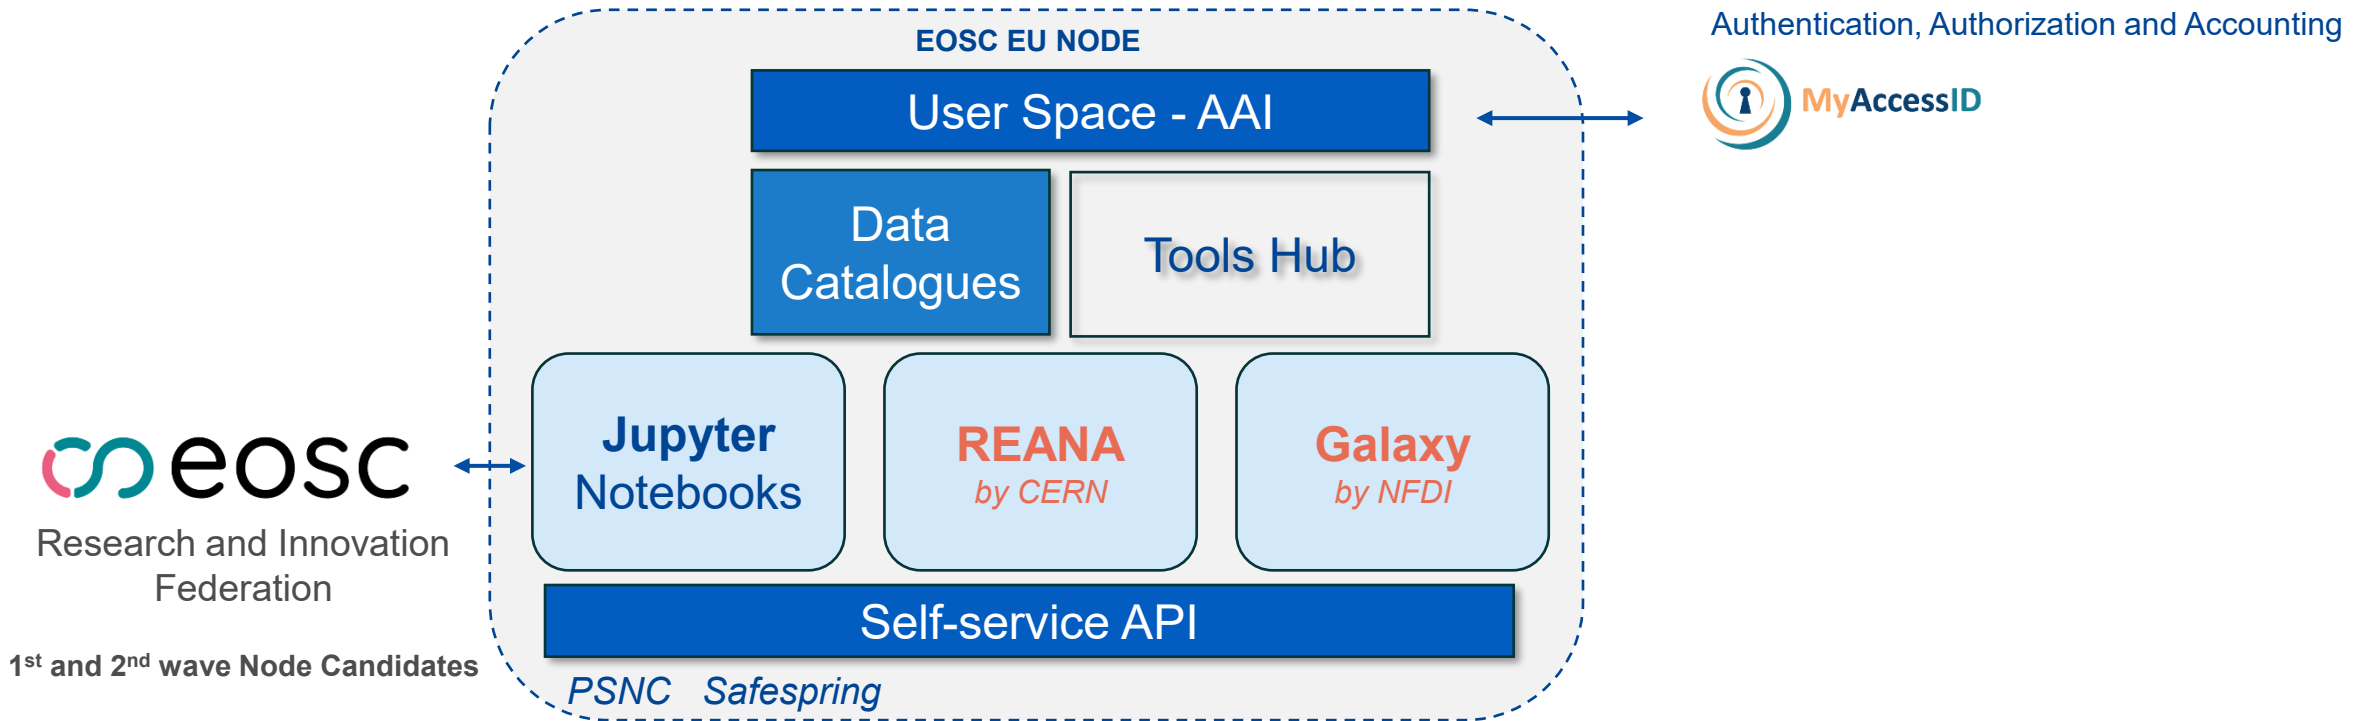 EOSC EU NODE
Authentication, Authorization and Accounting
User Space - AAI
MyAccessID
Data
Catalogues
Tools Hub
Jupyter
Notebooks
REANA
by CERN
Galaxy
by NFDI
eosc
Research and Innovation
Federation
1st and 2nd wave Node Candidates
Self-service API
PSNC Safespring